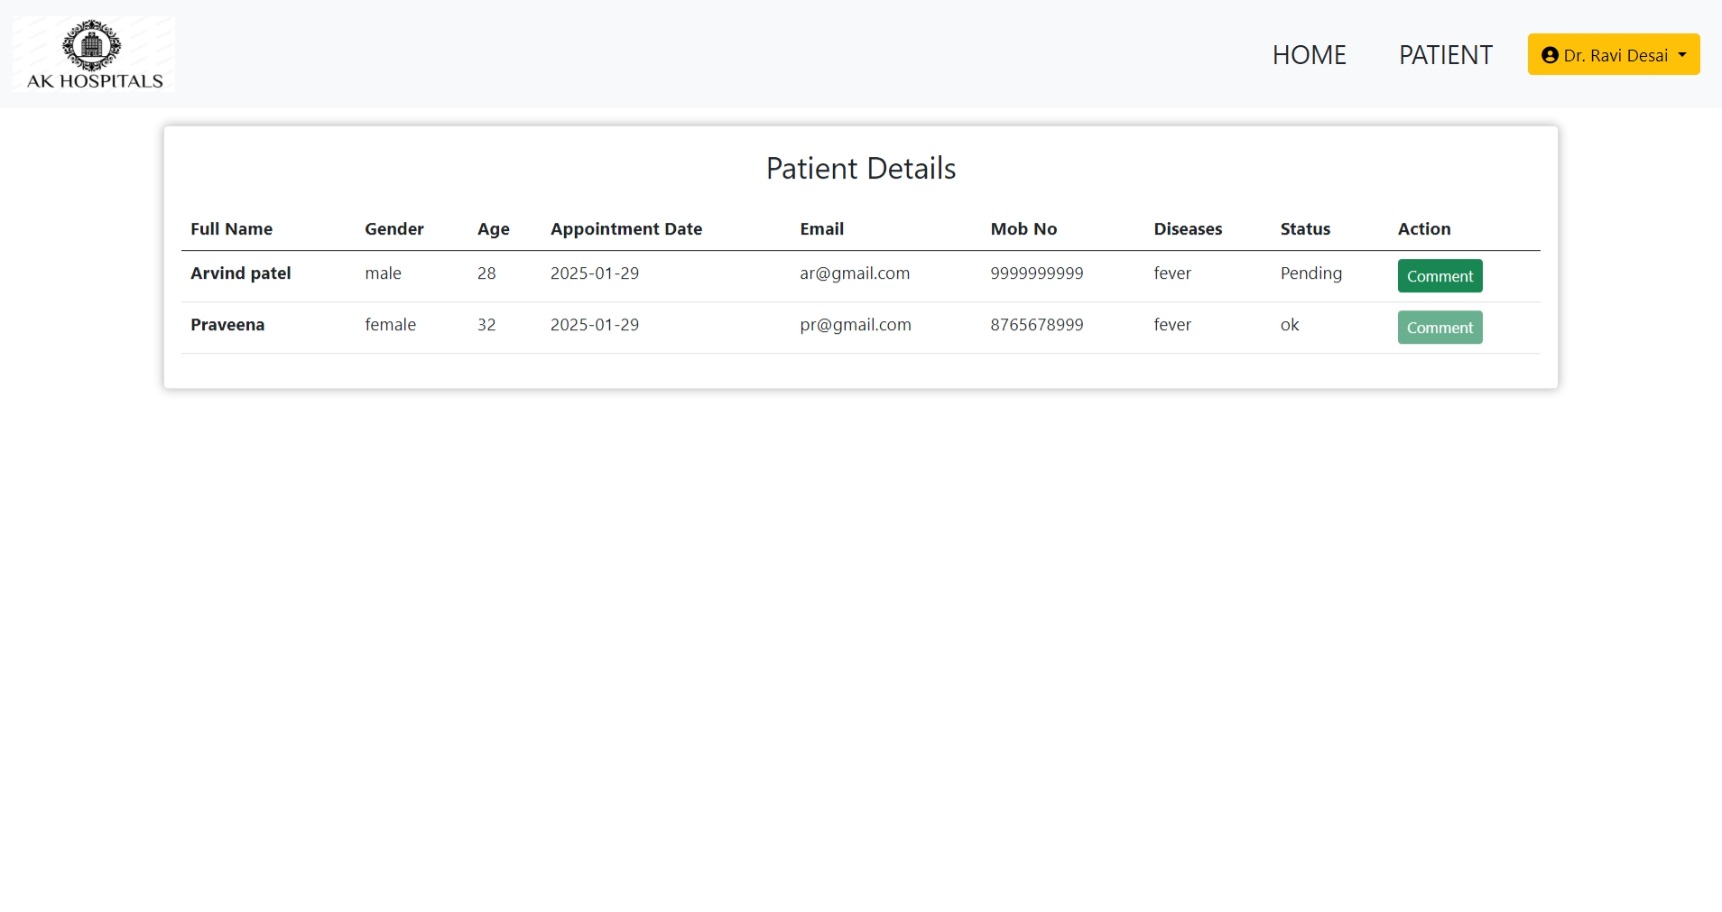 AK HOSPITALS
HOME PATIENT Dr. Ravi Desai
Patient Details
Full Name Gender Age Appointment Date Email Mob No Diseases Status Action
Arvind patel male 28 2025-01-29 ar@gmail.com 9999999999 fever Pending Comment
Praveena female 32 2025-01-29 pr@gmail.com 8765678999 fever ok Comment